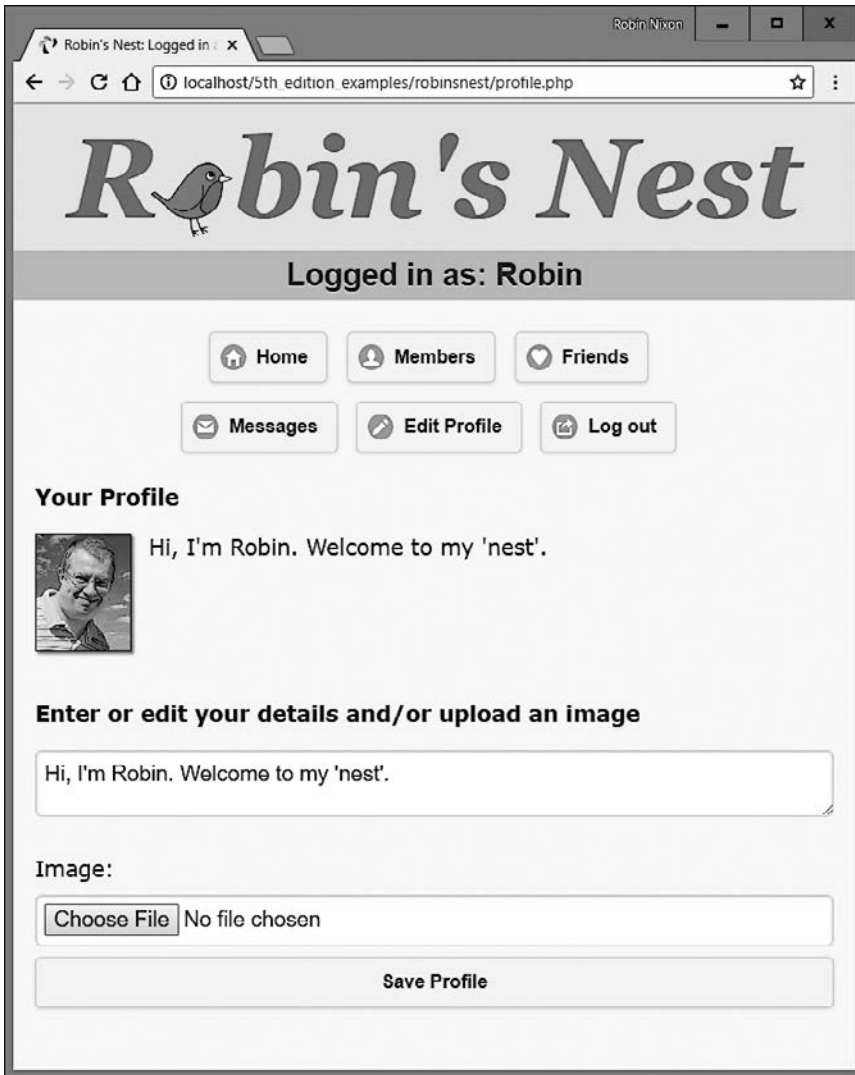 Robin Nixon
Robin's Nest: Logged in a
localhost/5th_edition_examples/robinsnest/profile.php
Robin's Nest
Logged in as: Robin
Home Members Friends
Messages Edit Profile Log out
Your Profile
Hi, I'm Robin. Welcome to my 'nest'.
Enter or edit your details and/or upload an image
Hi, I'm Robin. Welcome to my 'nest'.
Image:
Choose File No file chosen
Save Profile